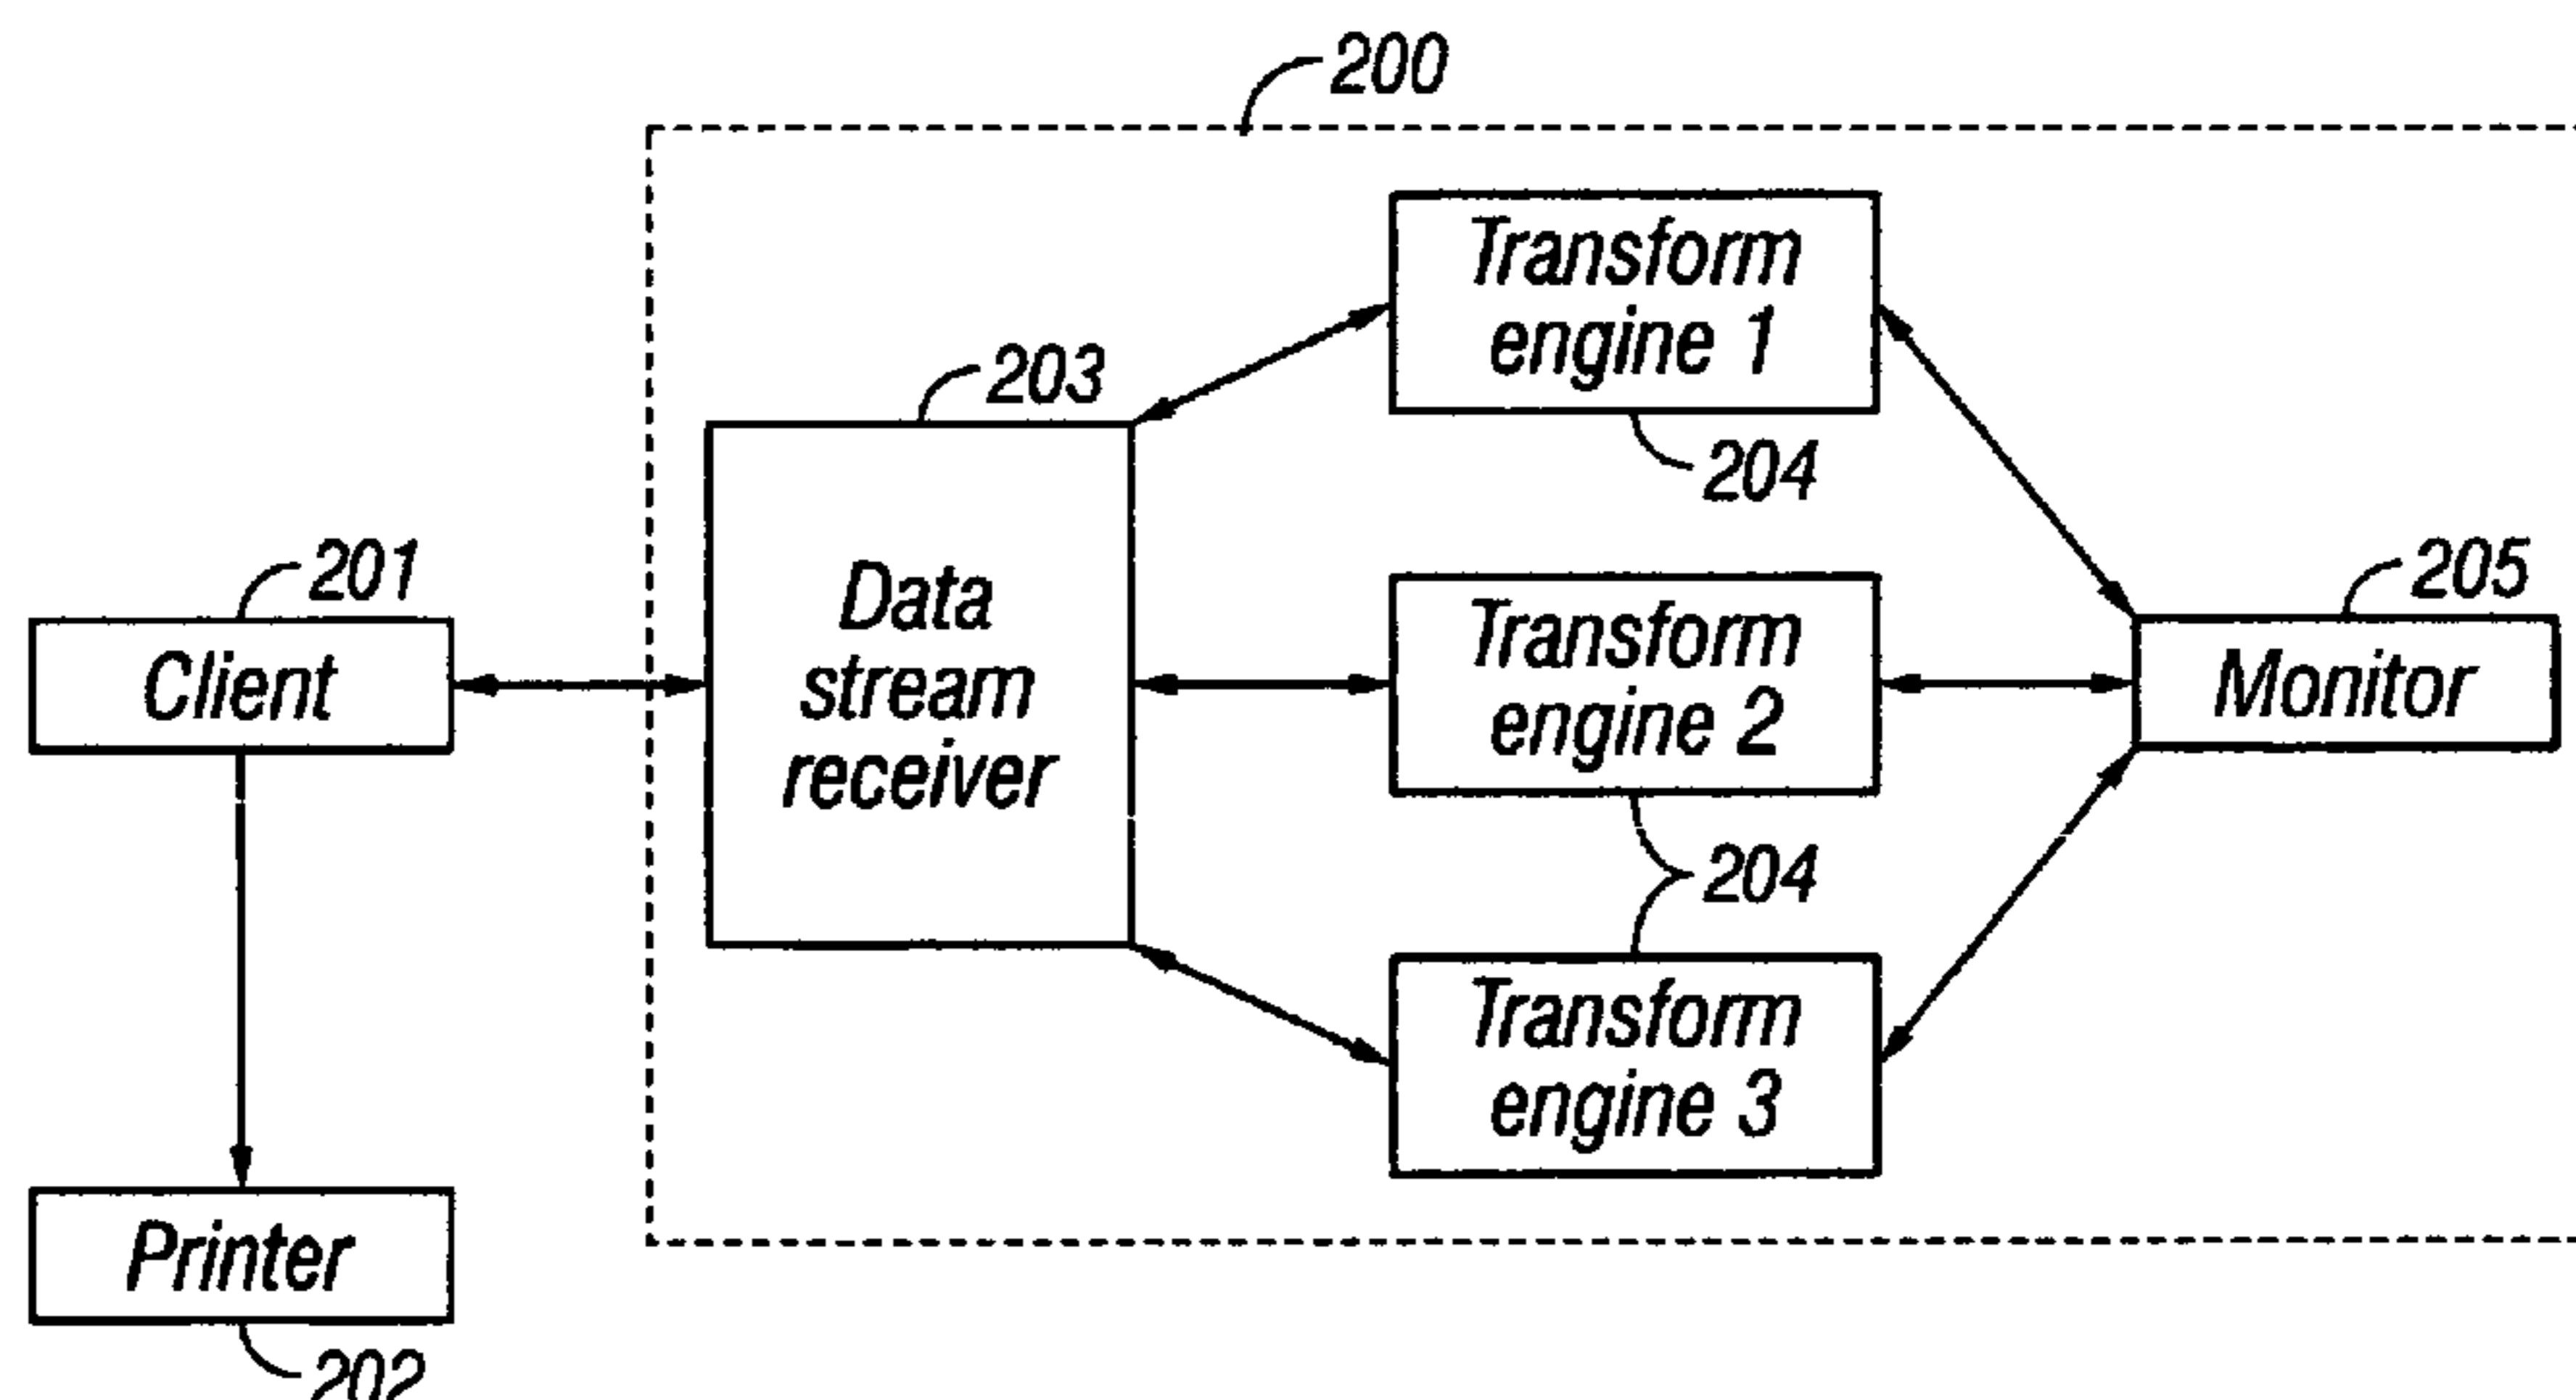 200
Transform
engine 1
204
203
Data
stream
receiver
201
Client
Transform
engine 2
204
205
Monitor
Transform
engine 3
Printer
202